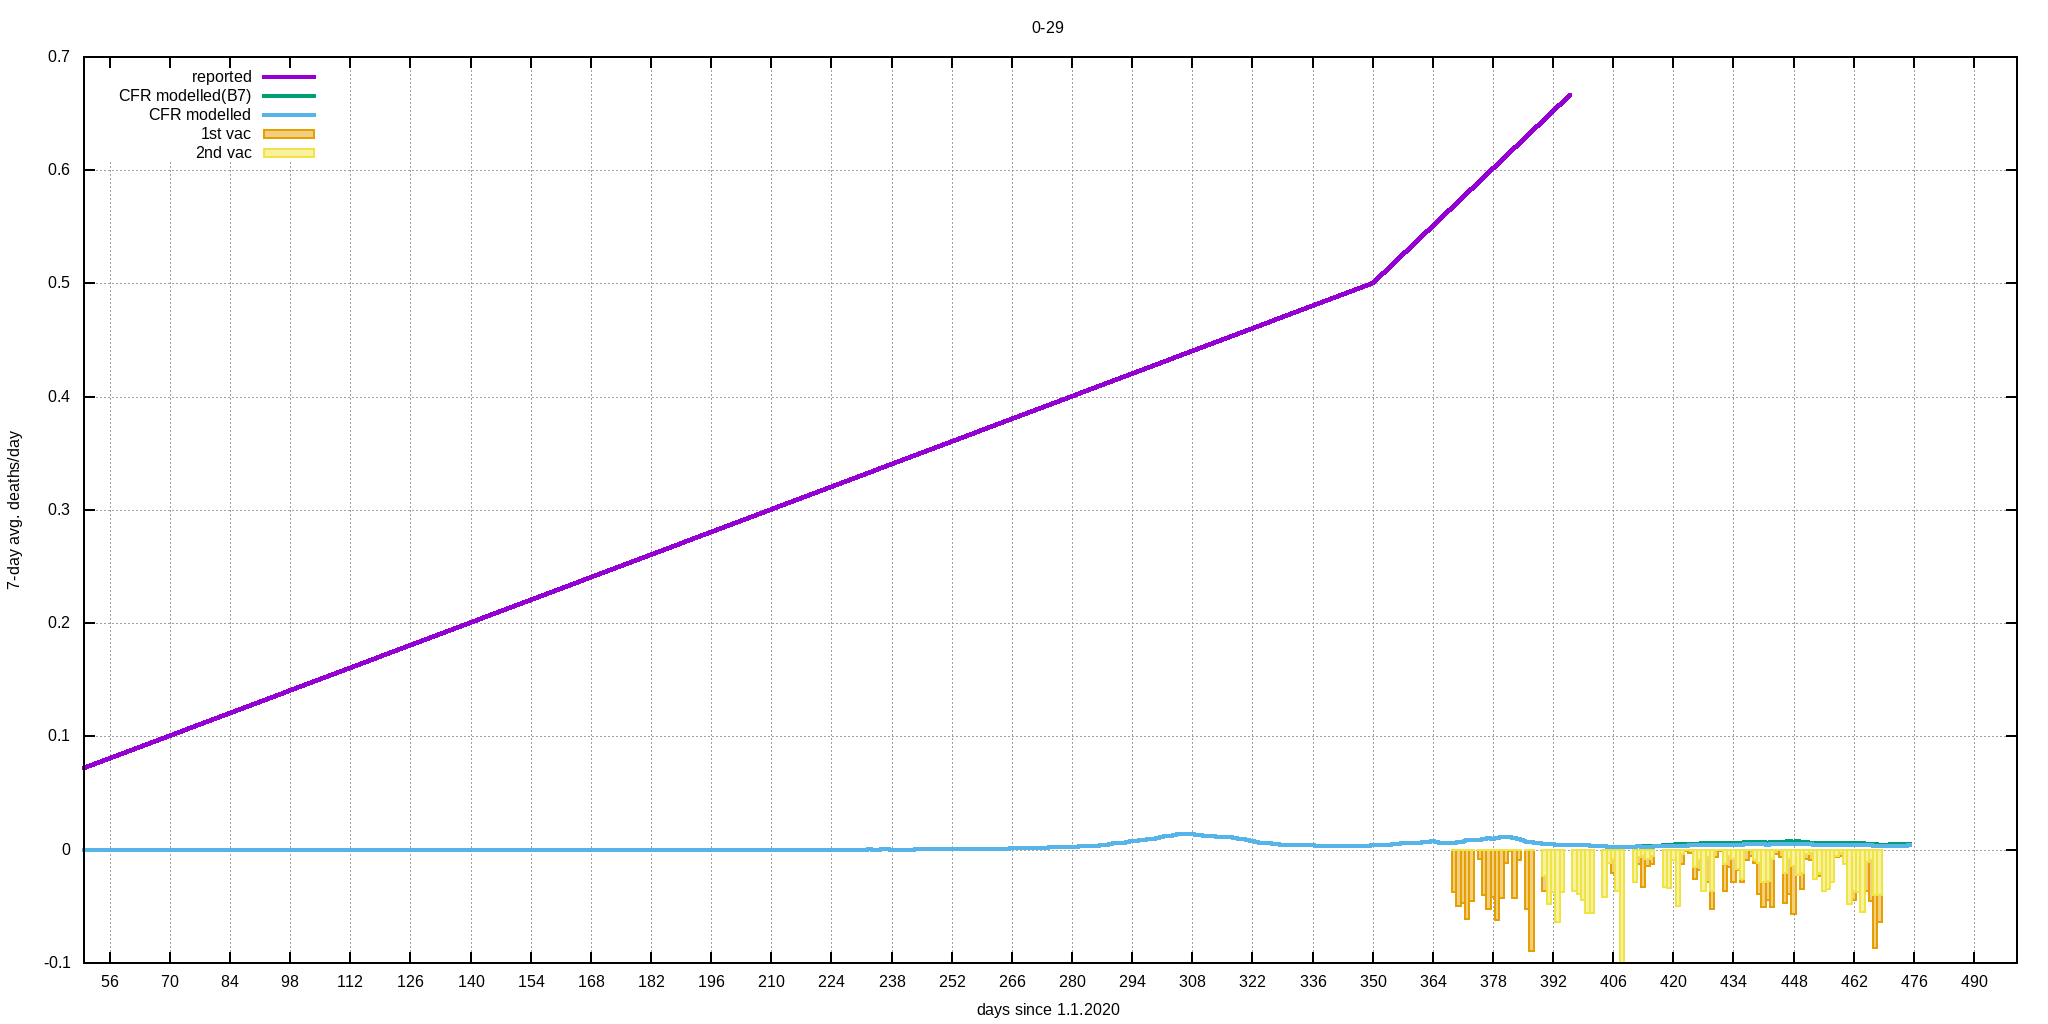 0-29
reported
CFR modelled(B7)
CFR modelled
1st vac
2nd vac
0.7
0.6
0.5
0.4
0.3
0.2
0.1
0
-0.1
7-day avg. deaths/day
56 70 84 98 112 126 140 154 168 182 196 210 224 238 252 266 280 294 308 322 336 350 364 378 392 406 420 434 448 462 476 490
days since 1.1.2020